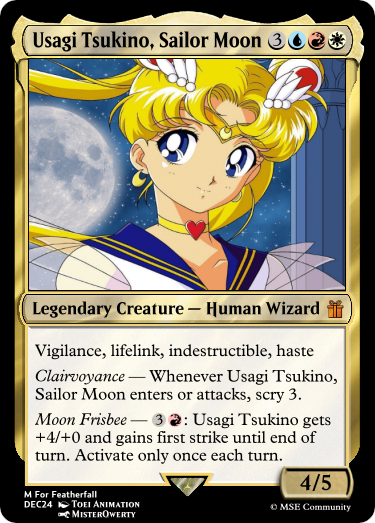 Usagi Tsukino, Sailor Moon 3
Legendary Creature — Human Wizard
Vigilance, lifelink, indestructible, haste
Clairvoyance — Whenever Usagi Tsukino,
Sailor Moon enters or attacks, scry 3.
Moon Frisbee — 3: Usagi Tsukino gets
+4/+0 and gains first strike until end of
turn. Activate only once each turn.
4/5
M For Featherfall
DEC24 Toei Animation
MisterQwerty
© MSE Community